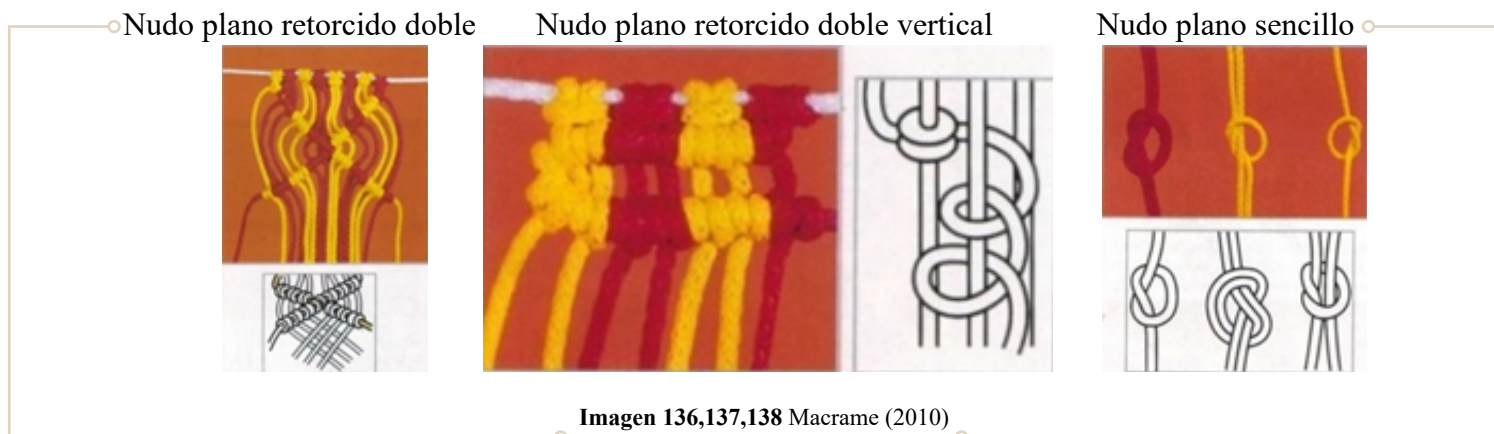 Nudo plano retorcido doble
Nudo plano retorcido doble vertical
Nudo plano sencillo
Imagen 136,137,138 Macrame (2010)